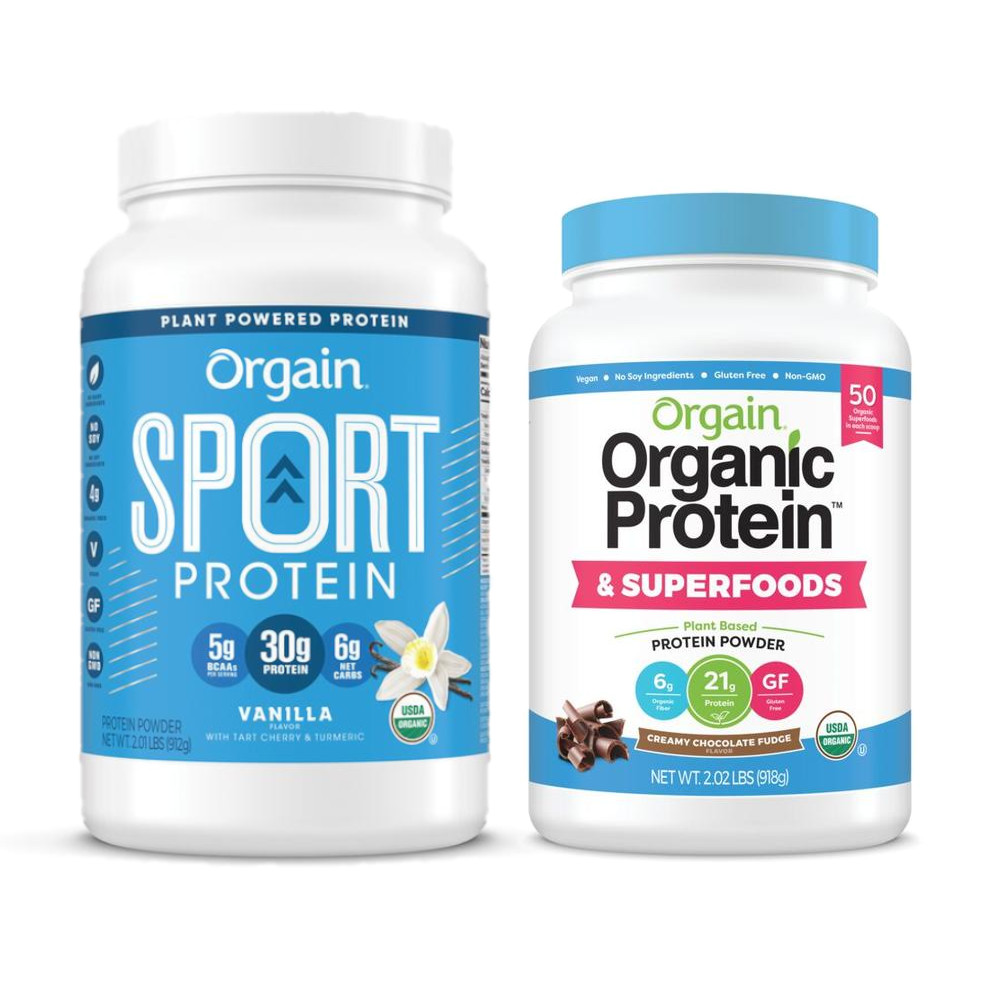 PLANT POWERED PROTEIN
Orgain
SPORT
PROTEIN
NO
SOY
4g
V
GF
NON
GMO
5g
BCAAs
PER SERVING
30g
PROTEIN
6g
NET
CARBS
VANILLA
FLAVOR
WITH TART CHERRY & TURMERIC
USDA
ORGANIC
PROTEIN POWDER
NET WT. 2.01 LBS (912g)
Vegan • No Soy Ingredients • Gluten Free • Non-GMO
50
Organic
Superfoods
in each scoop
Orgain
Organic
Protein™
& SUPERFOODS
Plant Based
PROTEIN POWDER
6g
Organic
Fiber
21g
Protein
GF
Gluten
Free
CREAMY CHOCOLATE FUDGE
FLAVOR
USDA
ORGANIC
NET WT. 2.02 LBS (918g)